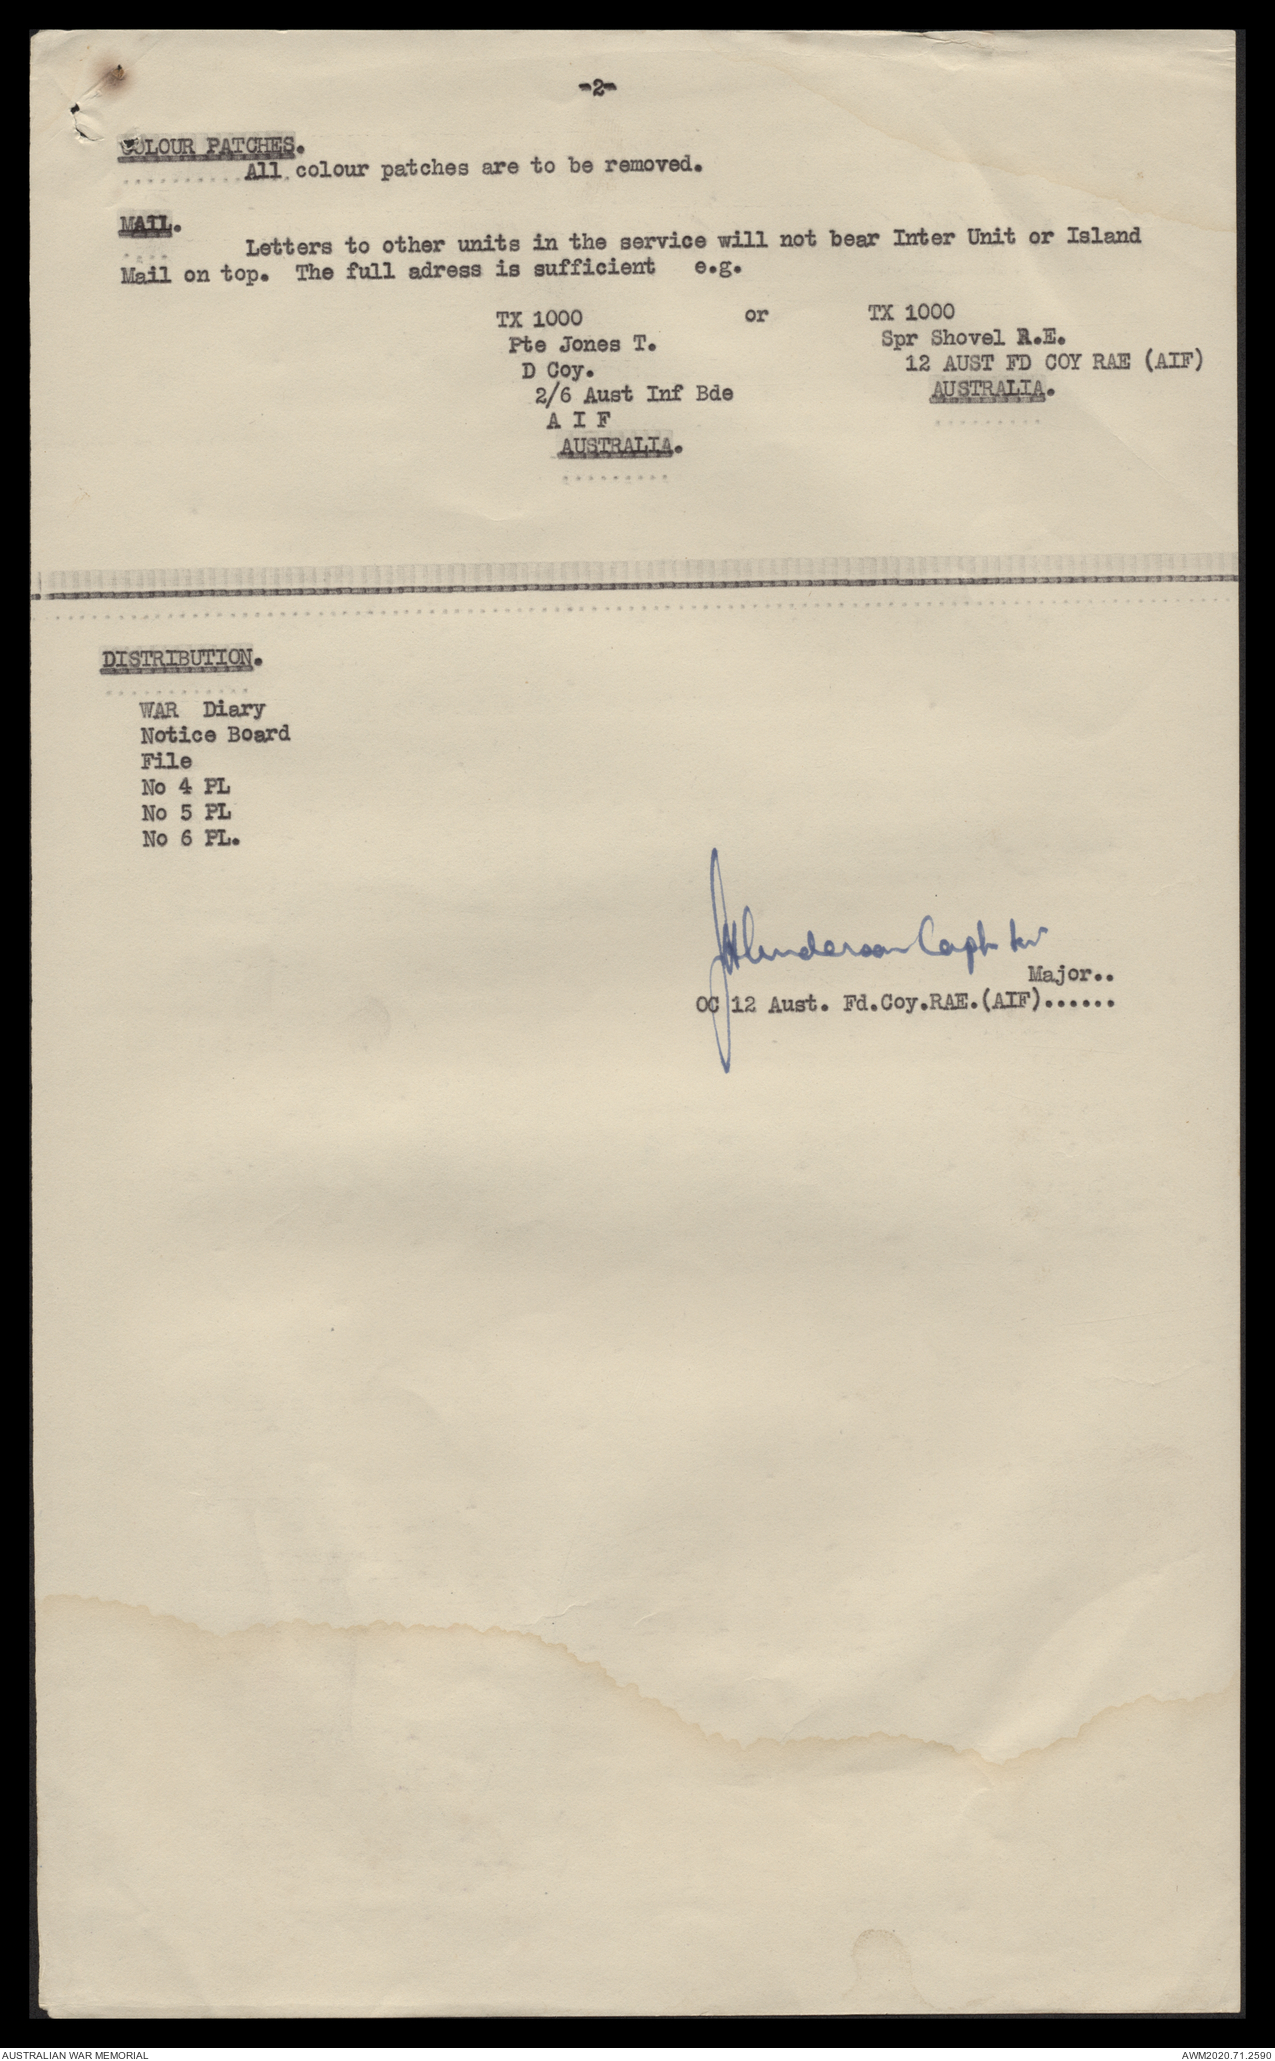 -2-
COLOUR PATCHES.
All colour patches are to be removed.
MAIL.
Letters to other units in the service will not bear Inter Unit or Island
Mail on top. The full adress is sufficient e.g.
TX 1000
Pte Jones T.
D Coy.
2/6 Aust Inf Bde
A I F
AUSTRALIA.
or
TX 1000
Spr Shovel R.E.
12 AUST FD COY RAE (AIF)
AUSTRALIA.
DISTRIBUTION.
WAR Diary
Notice Board
File
No 4 PL
No 5 PL
No 6 PL.
Henderson Capt for
Major..
OC 12 Aust. Fd.Coy.RAE.(AIF)......
AUSTRALIAN WAR MEMORIAL
AWM2020.71.2590